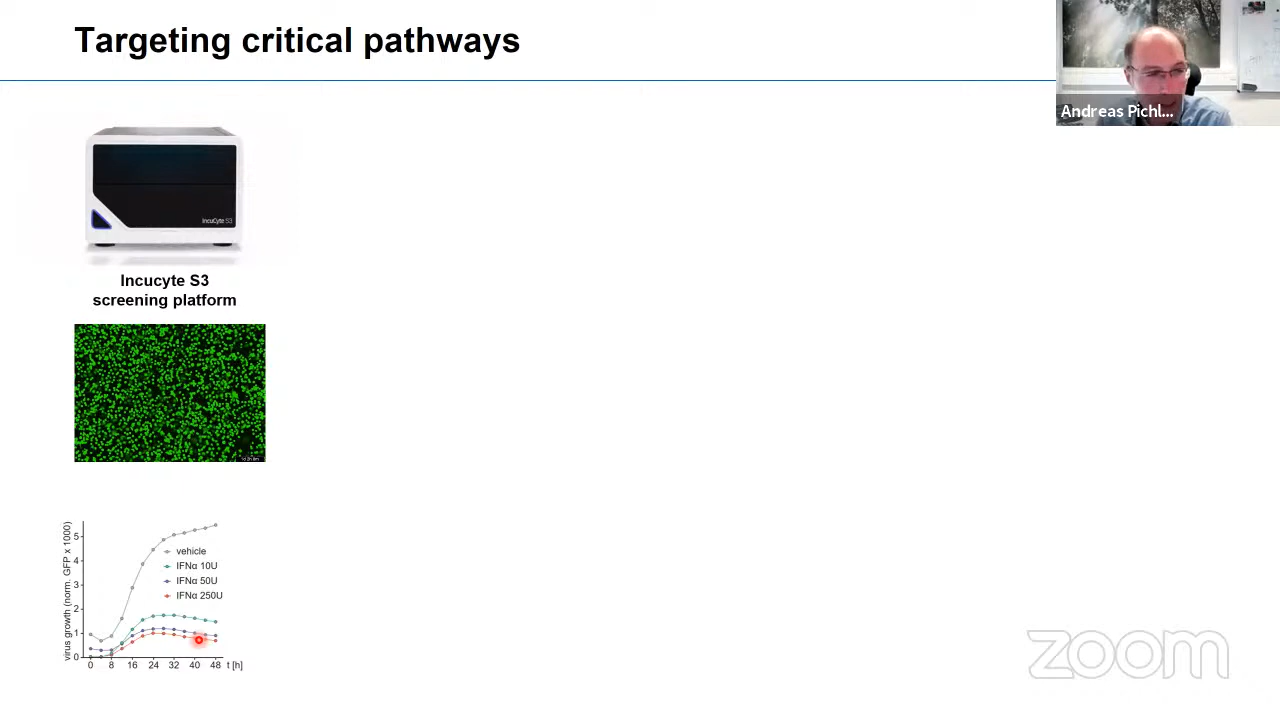 Targeting critical pathways
Andreas Pichl...
IncuCyte S3
Incucyte S3
screening platform
virus growth (norm. GFP x 1000)
5
4
3
2
1
0
vehicle
IFNα 10U
IFNα 50U
IFNα 250U
0 8 16 24 32 40 48 t [h]
zoom